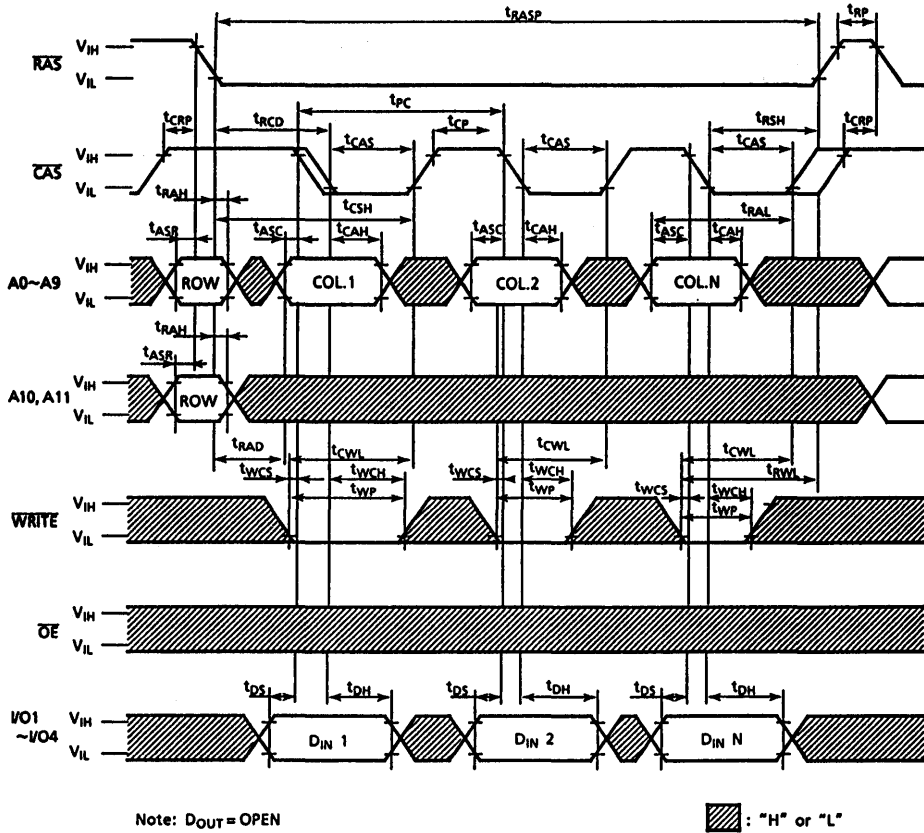 tRASP tRP
RAS VIH
VIL
tPC
tCRP tRCD tCP tRSH tCRP
tCAS tCAS tCAS
CAS VIH
VIL
tRAH tCSH tRAL
tASR tASC tCAH tASC tCAH tASC tCAH
A0~A9 VIH
VIL
ROW COL.1 COL.2 COL.N
tRAH
tASR
A10, A11 VIH
VIL
ROW
tRAD tCWL tCWL tCWL
tWCS tWCH tWCS tWCH tRWL
tWP tWP tWCS tWCH
tWP
WRITE VIH
VIL
OE VIH
VIL
tDS tDH tDS tDH tDS tDH
I/O1
~I/O4
VIH
VIL
DIN 1 DIN 2 DIN N
Note: DOUT = OPEN : "H" or "L"